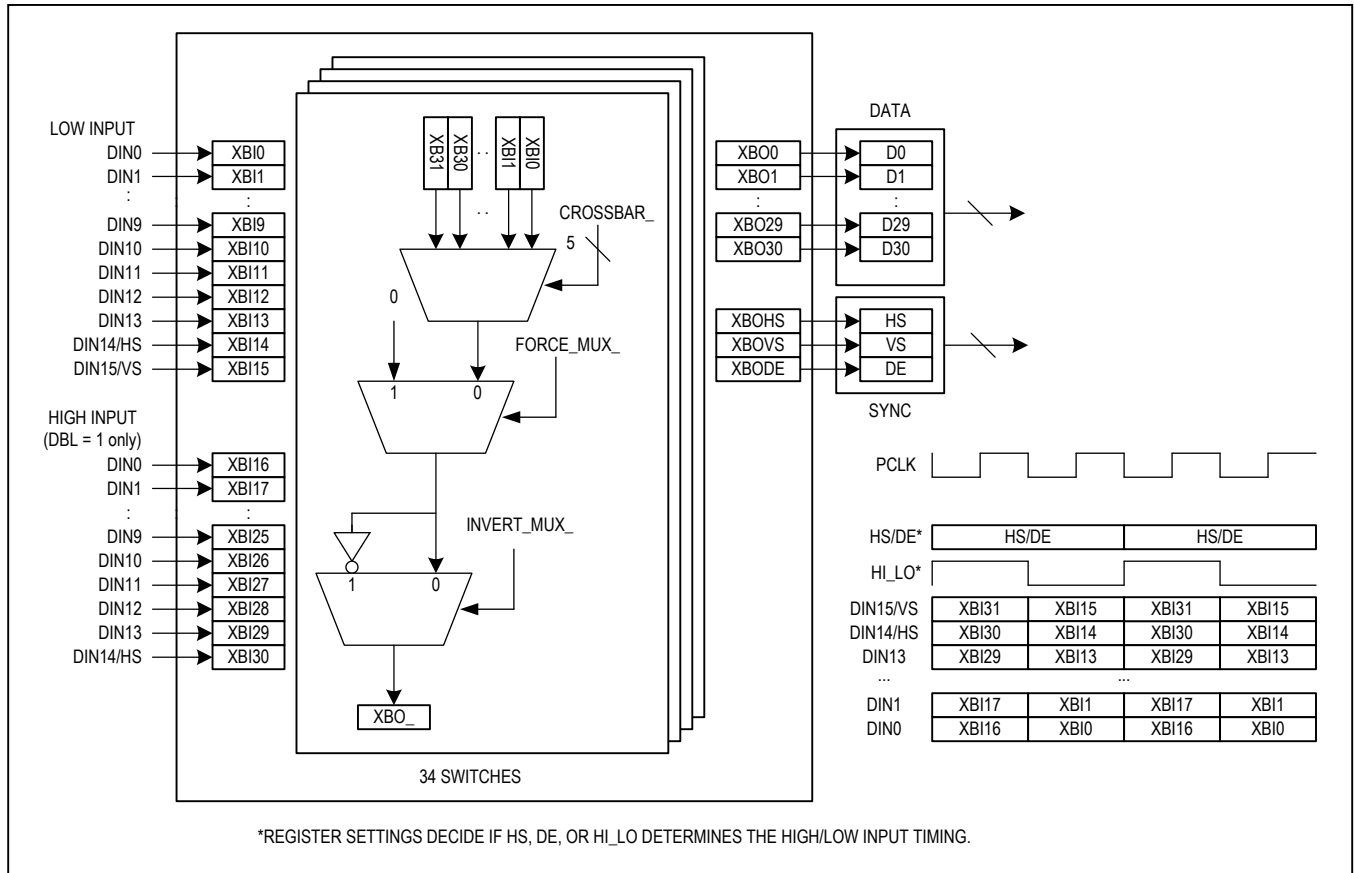 LOW INPUT
DIN0 XBI0
DIN1 XBI1
: :
DIN9 XBI9
DIN10 XBI10
DIN11 XBI11
DIN12 XBI12
DIN13 XBI13
DIN14/HS XBI14
DIN15/VS XBI15
HIGH INPUT
(DBL = 1 only)
DIN0 XBI16
DIN1 XBI17
: :
DIN9 XBI25
DIN10 XBI26
DIN11 XBI27
DIN12 XBI28
DIN13 XBI29
DIN14/HS XBI30
XB31 XB30 .. XBI1 XBI0
..
CROSSBAR_
5
0
FORCE_MUX_
1 0
INVERT_MUX_
1 0
XBO_
34 SWITCHES
DATA
XBO0 D0
XBO1 D1
: :
XBO29 D29
XBO30 D30
XBOHS HS
XBOVS VS
XBODE DE
SYNC
PCLK
HS/DE* HS/DE HS/DE
HI_LO*
DIN15/VS XBI31 XBI15 XBI31 XBI15
DIN14/HS XBI30 XBI14 XBI30 XBI14
DIN13 XBI29 XBI13 XBI29 XBI13
... ...
DIN1 XBI17 XBI1 XBI17 XBI1
DIN0 XBI16 XBI0 XBI16 XBI0
*REGISTER SETTINGS DECIDE IF HS, DE, OR HI_LO DETERMINES THE HIGH/LOW INPUT TIMING.